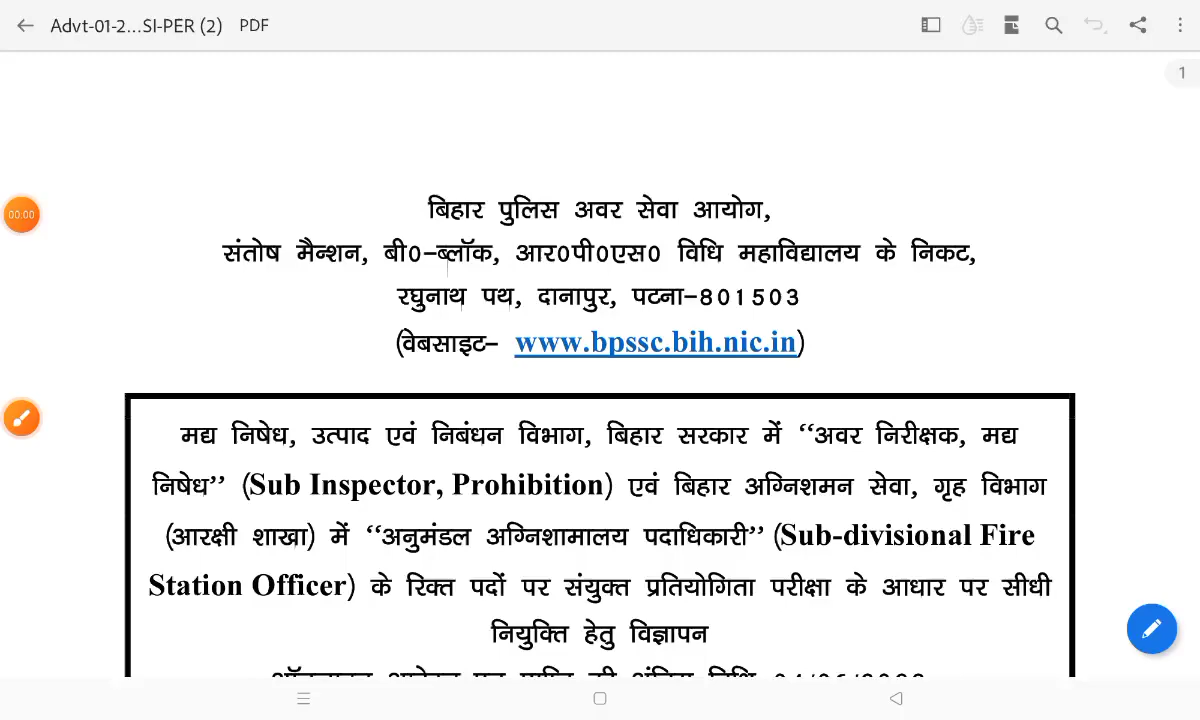 Advt-01-2...SI-PER (2) PDF
1
00:00
बिहार पुलिस अवर सेवा आयोग,
संतोष मैन्शन, बी०-ब्लॉक, आर०पी०एस० विधि महाविद्यालय के निकट,
रघुनाथ पथ, दानापुर, पटना-801503
(वेबसाइट- www.bpssc.bih.nic.in)
मद्य निषेध, उत्पाद एवं निबंधन विभाग, बिहार सरकार में "अवर निरीक्षक, मद्य
निषेध" (Sub Inspector, Prohibition) एवं बिहार अग्निशमन सेवा, गृह विभाग
(आरक्षी शाखा) में "अनुमंडल अग्निशामालय पदाधिकारी" (Sub-divisional Fire
Station Officer) के रिक्त पदों पर संयुक्त प्रतियोगिता परीक्षा के आधार पर सीधी
नियुक्ति हेतु विज्ञापन